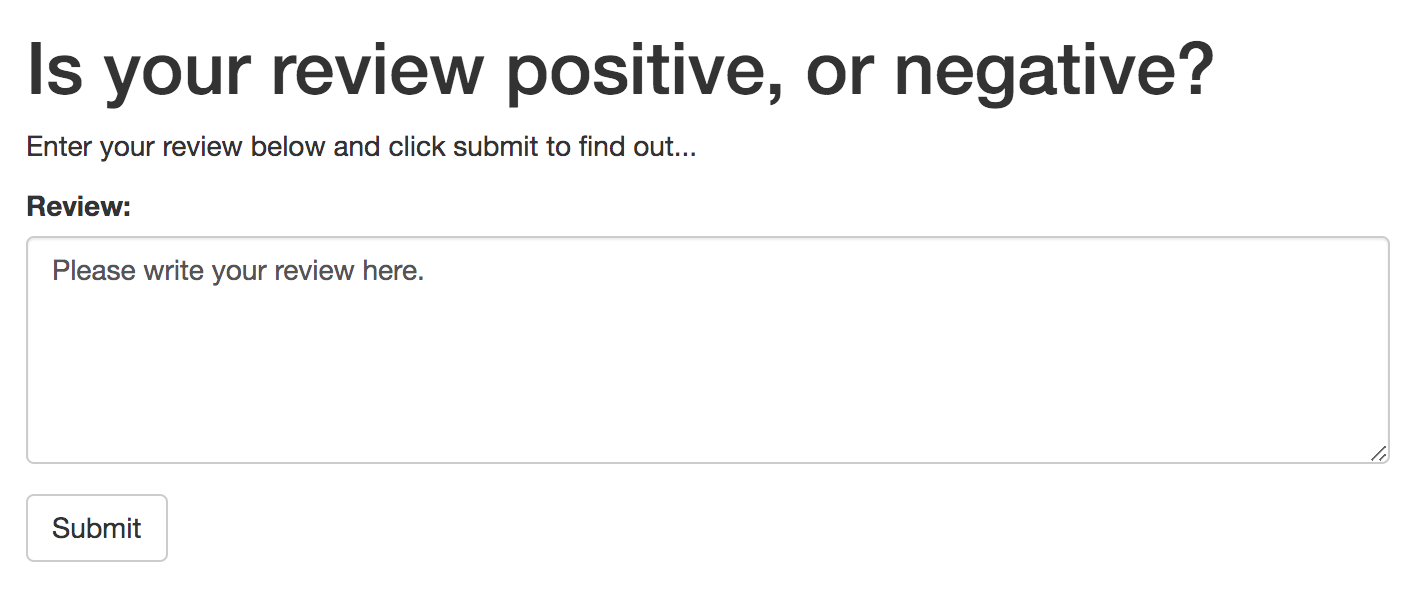 Is your review positive, or negative?
Enter your review below and click submit to find out...
Review:
Please write your review here.
Submit